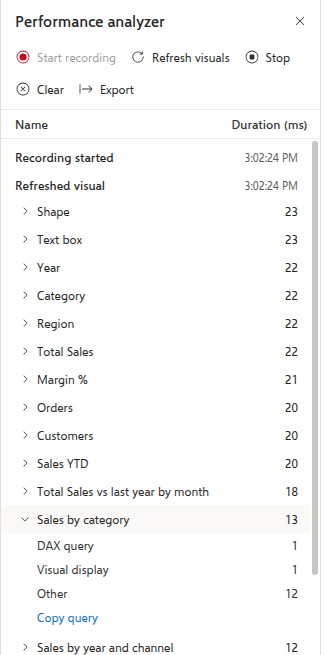 Performance analyzer
Start recording Refresh visuals Stop
Clear Export
Name Duration (ms)
Recording started 3:02:24 PM
Refreshed visual 3:02:24 PM
Shape 23
Text box 23
Year 22
Category 22
Region 22
Total Sales 22
Margin % 21
Orders 20
Customers 20
Sales YTD 20
Total Sales vs last year by month 18
Sales by category 13
DAX query 1
Visual display 1
Other 12
Copy query
Sales by year and channel 12